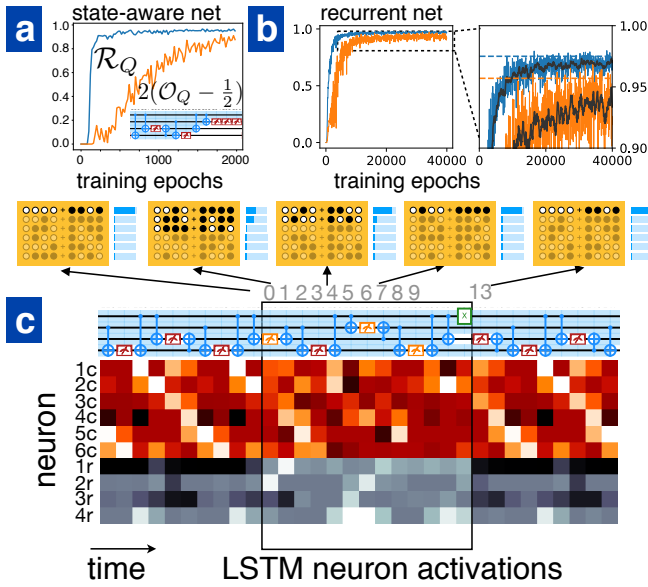 a
state-aware net
1.0
0.8
0.6
0.4
0.2
0.0
R_Q
2(O_Q − 1/2)
0
1000
2000
training epochs
b
recurrent net
1.0
0.5
0.0
0
20000
40000
1.00
0.95
0.90
20000
40000
training epochs
0 1 2 3 4 5 6 7 8 9 13
c
X
neuron
1c
2c
3c
4c
5c
6c
1r
2r
3r
4r
time
LSTM neuron activations